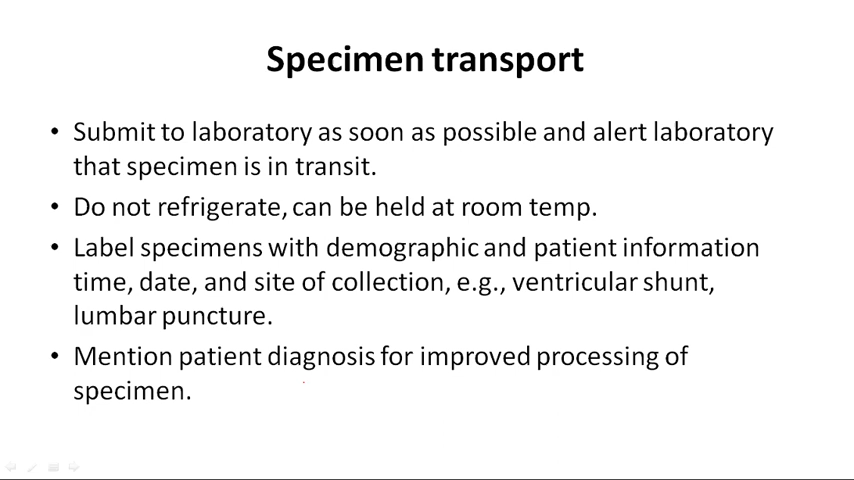 Specimen transport
• Submit to laboratory as soon as possible and alert laboratory
that specimen is in transit.
• Do not refrigerate, can be held at room temp.
• Label specimens with demographic and patient information
time, date, and site of collection, e.g., ventricular shunt,
lumbar puncture.
• Mention patient diagnosis for improved processing of
specimen.